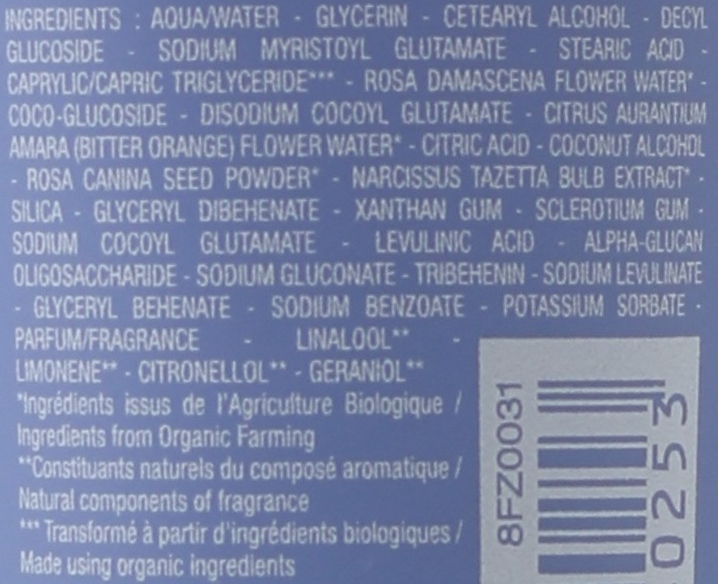 INGREDIENTS : AQUA/WATER - GLYCERIN - CETEARYL ALCOHOL - DECYL
GLUCOSIDE - SODIUM MYRISTOYL GLUTAMATE - STEARIC ACID -
CAPRYLIC/CAPRIC TRIGLYCERIDE*** - ROSA DAMASCENA FLOWER WATER* -
COCO-GLUCOSIDE - DISODIUM COCOYL GLUTAMATE - CITRUS AURANTIUM
AMARA (BITTER ORANGE) FLOWER WATER* - CITRIC ACID - COCONUT ALCOHOL
- ROSA CANINA SEED POWDER* - NARCISSUS TAZETTA BULB EXTRACT* -
SILICA - GLYCERYL DIBEHENATE - XANTHAN GUM - SCLEROTIUM GUM -
SODIUM COCOYL GLUTAMATE - LEVULINIC ACID - ALPHA-GLUCAN
OLIGOSACCHARIDE - SODIUM GLUCONATE - TRIBEHENIN - SODIUM LEVULINATE
- GLYCERYL BEHENATE - SODIUM BENZOATE - POTASSIUM SORBATE -
PARFUM/FRAGRANCE - LINALOOL** -
LIMONENE** - CITRONELLOL** - GERANIOL**
*Ingrédients issus de l'Agriculture Biologique /
Ingredients from Organic Farming
**Constituants naturels du composé aromatique /
Natural components of fragrance
*** Transformé à partir d'ingrédients biologiques /
Made using organic ingredients
8FZ0031
0253